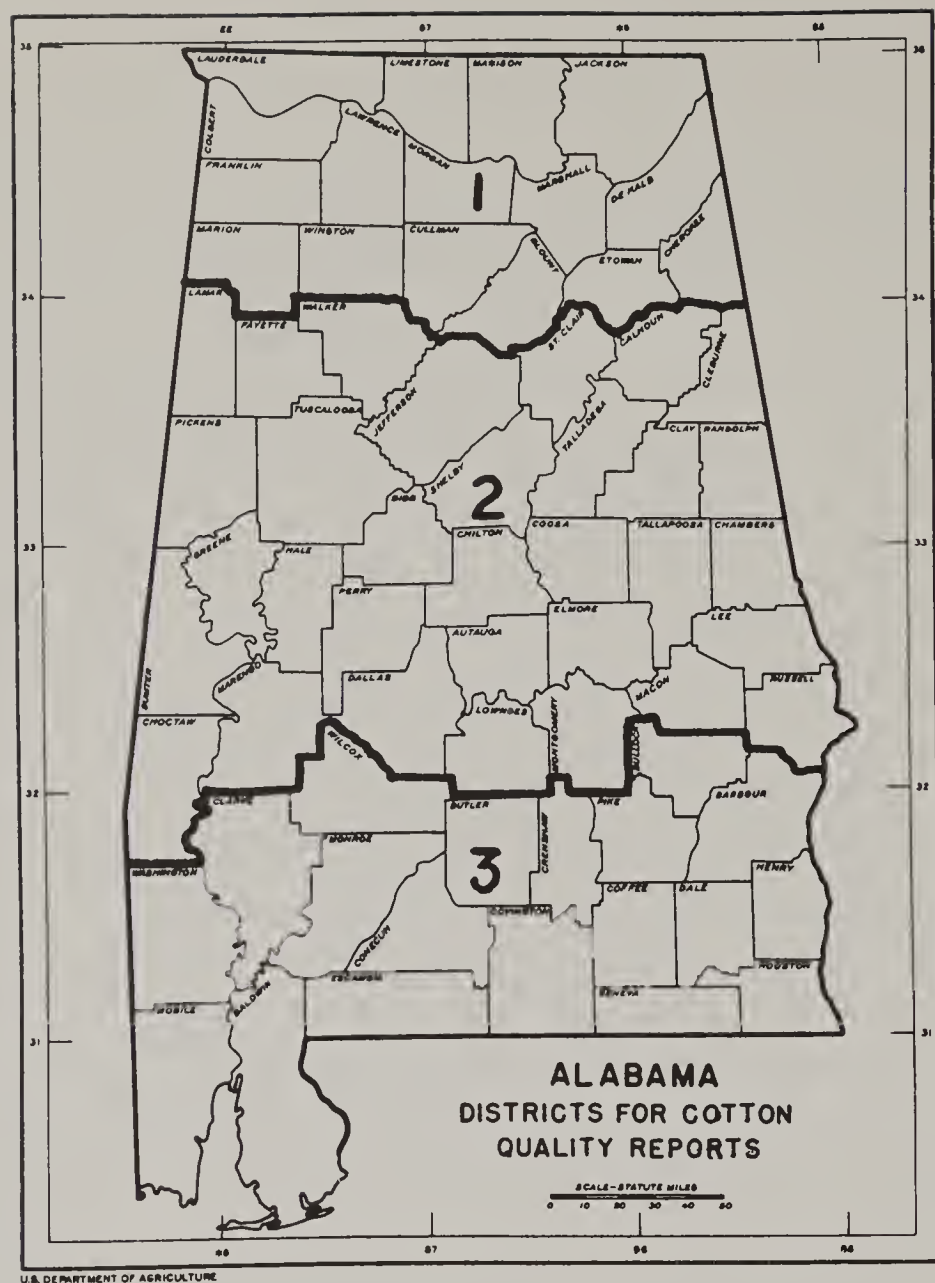 88 87 86 85
35 35
LAUDERDALE LIMESTONE MADISON JACKSON
COLBERT LAWRENCE MORGAN
FRANKLIN MARSHALL DE KALB
1
MARION WINSTON CULLMAN BLOUNT ETOWAH CHEROKEE
34 34
LAMAR FAYETTE WALKER ST. CLAIR CALHOUN CLEBURNE
PICKENS TUSCALOOSA JEFFERSON TALLADEGA CLAY RANDOLPH
BIBB SHELBY
2
CHILTON COOSA TALLAPOOSA CHAMBERS
33 33
GREENE HALE
PERRY ELMORE LEE
AUTAUGA
SUMTER MARENGO DALLAS MACON RUSSELL
CHOCTAW LOWNDES MONTGOMERY BULLOCK
WILCOX
32 32
CLARKE BUTLER PIKE BARBOUR
MONROE CRENSHAW
3
WASHINGTON HENRY
COFFEE DALE
COVINGTON
CONECUH HOUSTON
ESCAMBIA
MOBILE BALDWIN GENEVA
31 31
ALABAMA
DISTRICTS FOR COTTON
QUALITY REPORTS
SCALE-STATUTE MILES
0 10 20 30 40 50
88 87 86 85
U.S. DEPARTMENT OF AGRICULTURE